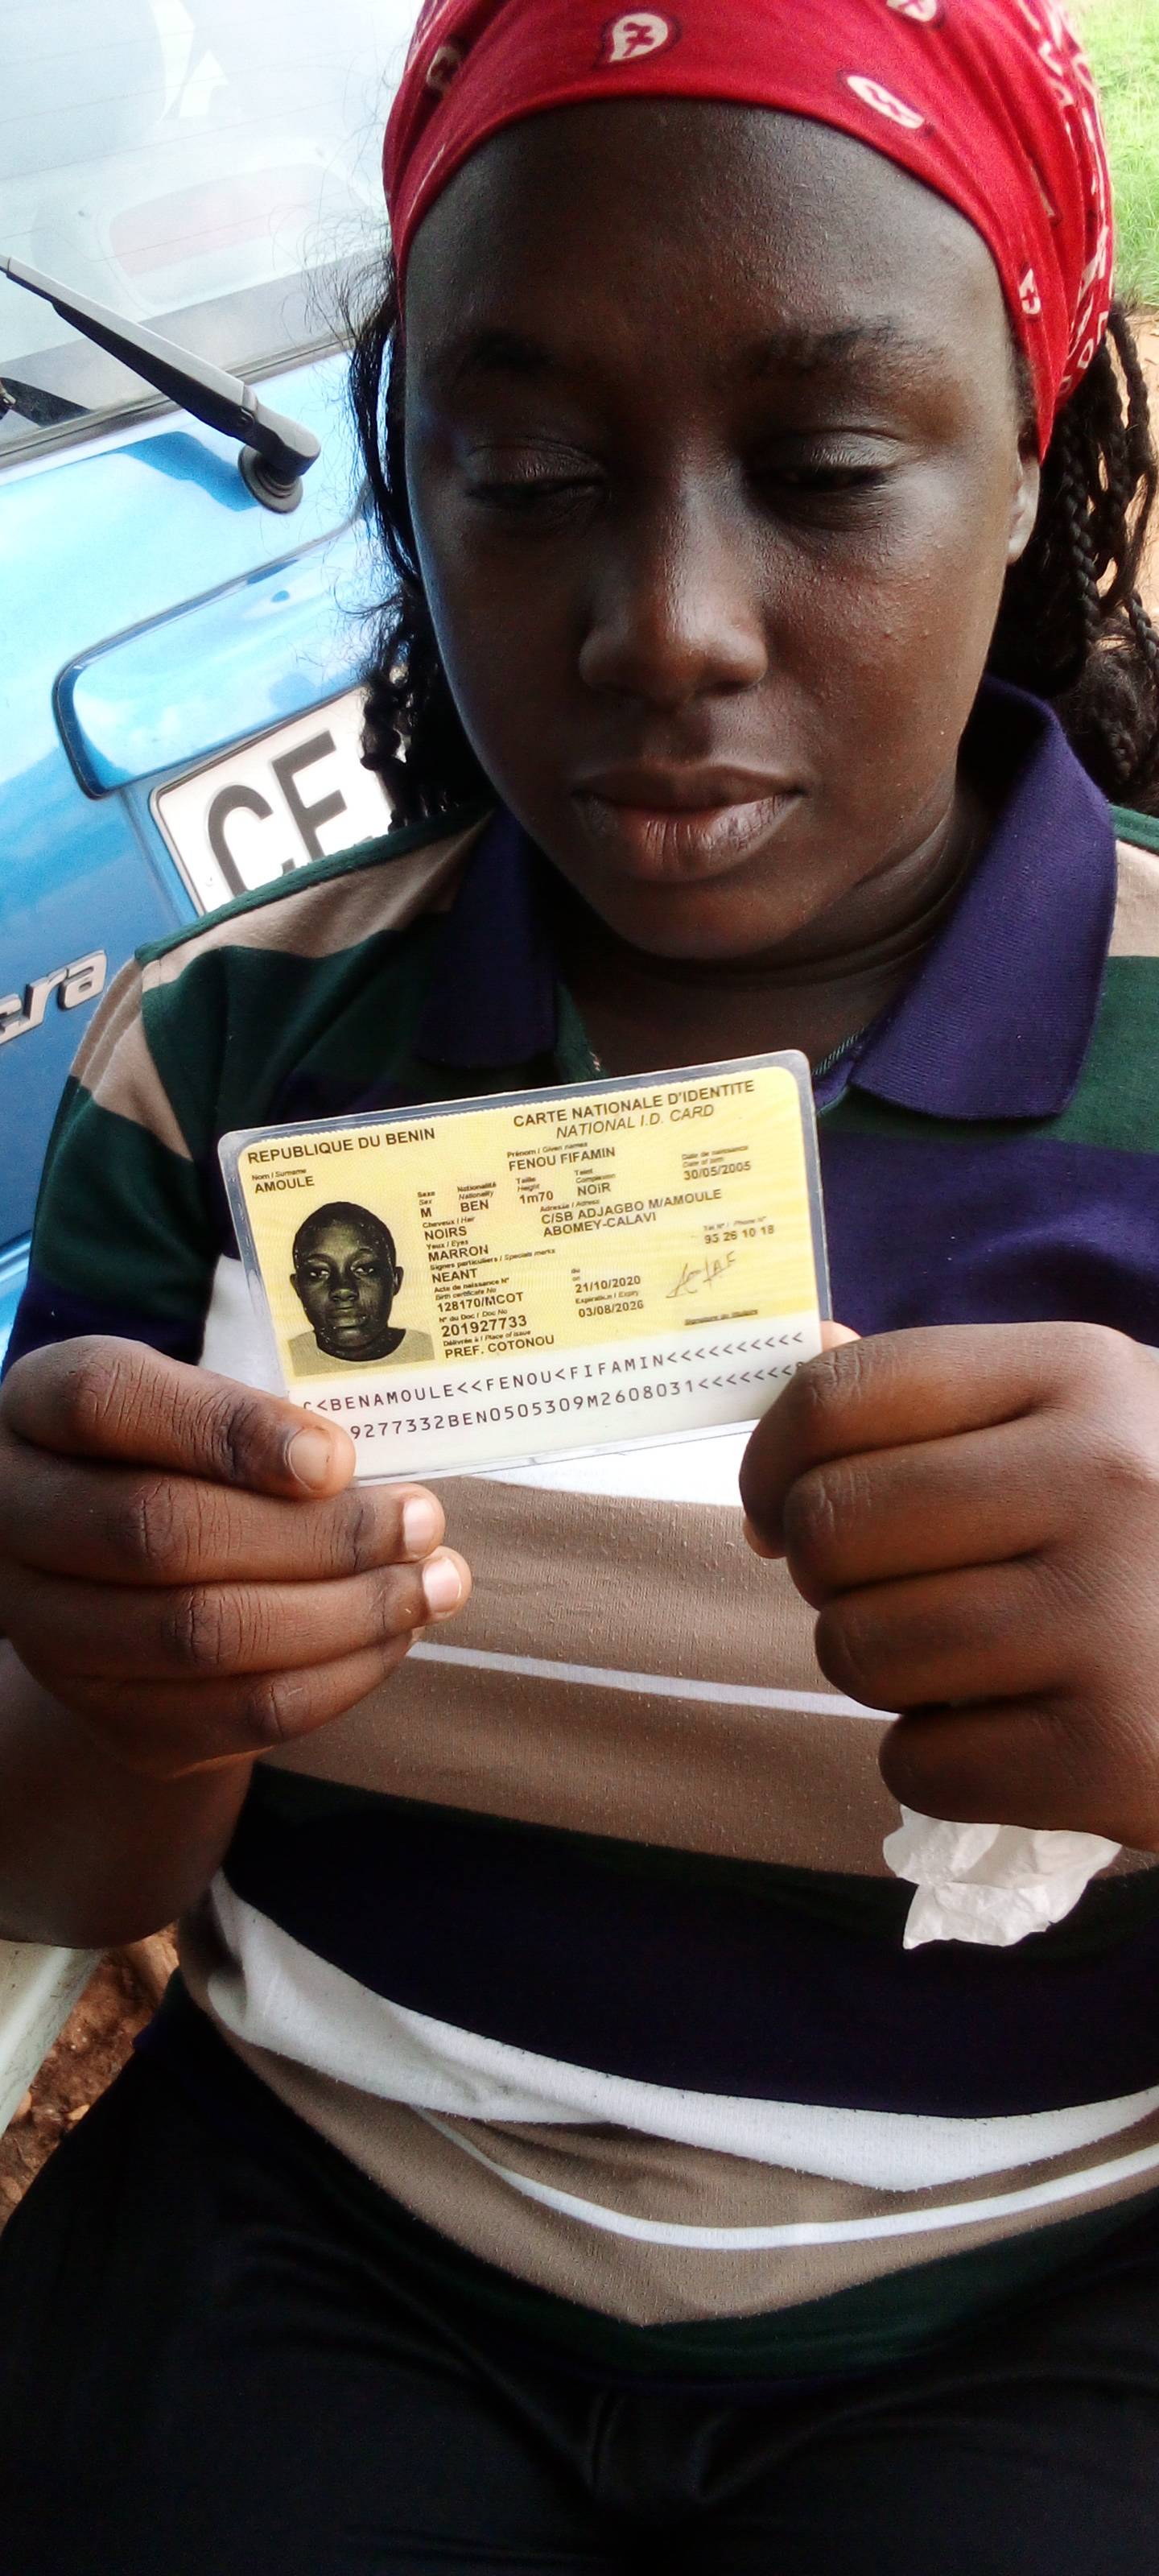 CE
cra
REPUBLIQUE DU BENIN
CARTE NATIONALE D'IDENTITE
NATIONAL I.D. CARD
Nom / Surname
AMOULE
Prénom / Given names
FENOU FIFAMIN
Date de naissance
Date of birth
30/05/2005
Sexe
Sex
M
Nationalité
Nationality
BEN
Taille
Height
1m70
Teint
Complexion
NOIR
Cheveux / Hair
NOIRS
Adresse / Adress
C/SB ADJAGBO M/AMOULE
ABOMEY-CALAVI
Yeux / Eyes
MARRON
Tel N° / Phone N°
93 26 10 18
Signes particuliers / Specials marks
NEANT
Acte de naissance N°
Birth certificate No
128170/MCOT
du
on
21/10/2020
N° du Doc / Doc No
201927733
Expiration / Expiry
03/08/2026
Délivrée à / Place of issue
PREF. COTONOU
Signature du titulaire
C<BENAMOULE<<FENOU<FIFAMIN<<<<<<<<<<
9277332BEN0505309M2608031<<<<<<<